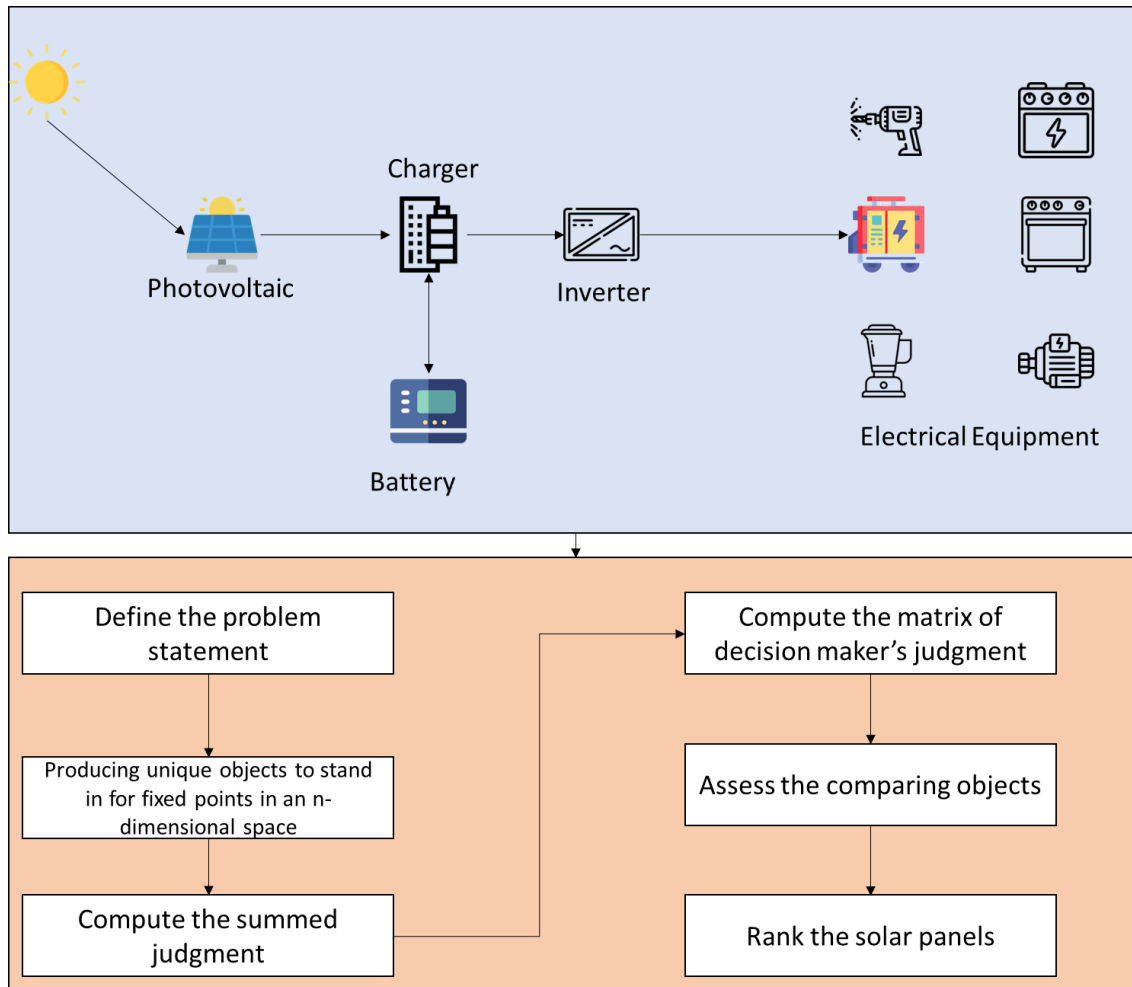 Charger
Photovoltaic
Inverter
Battery
Electrical Equipment
Define the problem
statement
Producing unique objects to stand
in for fixed points in an n-
dimensional space
Compute the summed
judgment
Compute the matrix of
decision maker’s judgment
Assess the comparing objects
Rank the solar panels